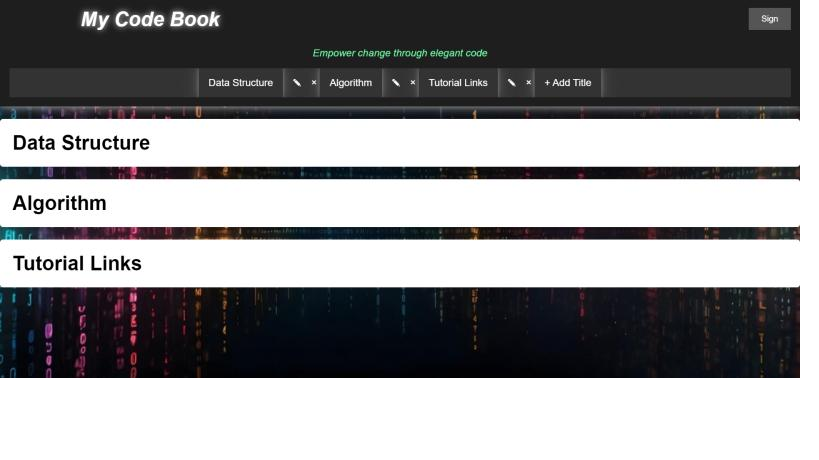 My Code Book
Sign
Empower change through elegant code
Data Structure ✎ × Algorithm ✎ × Tutorial Links ✎ × + Add Title
Data Structure
Algorithm
Tutorial Links